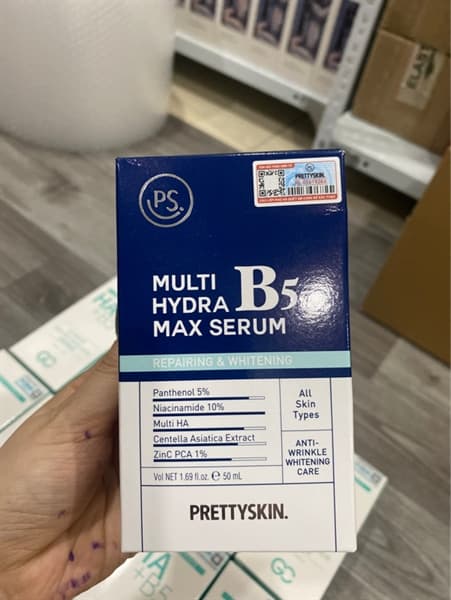 PS.
PRETTYSKIN.
MULTI
HYDRA B5
MAX SERUM
REPAIRING & WHITENING
Panthenol 5%
Niacinamide 10%
Multi HA
Centella Asiatica Extract
ZinC PCA 1%
All
Skin
Types
ANTI-
WRINKLE
WHITENING
CARE
Vol NET 1.69 fl.oz. ℮ 50 mL
PRETTYSKIN.
+B5